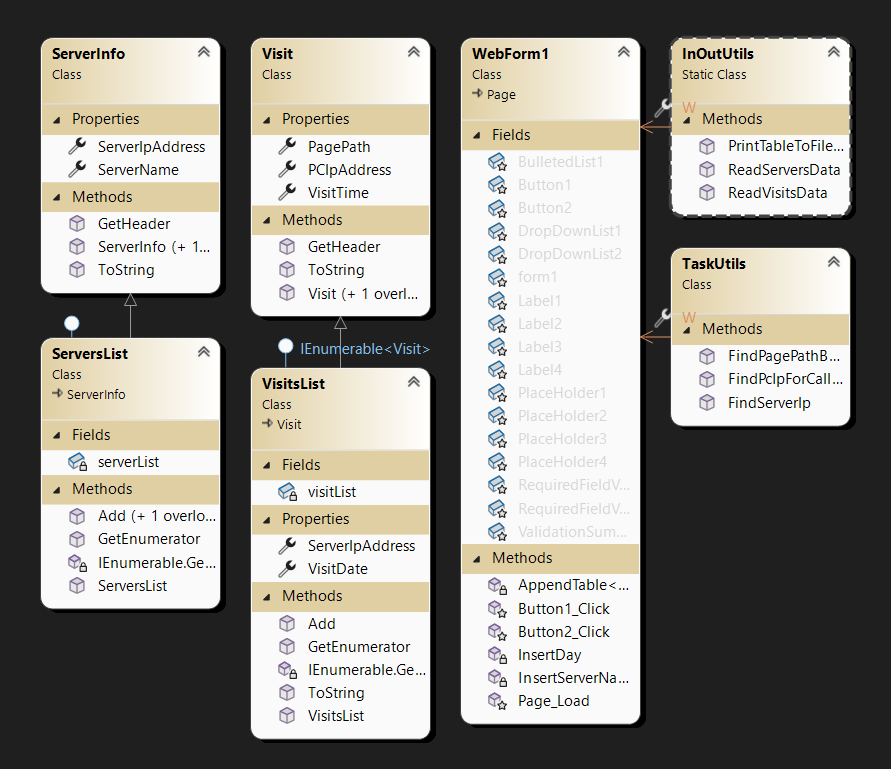 ServerInfo
Class
Properties
ServerIpAddress
ServerName
Methods
GetHeader
ServerInfo (+ 1...
ToString
ServersList
Class
ServerInfo
Fields
serverList
Methods
Add (+ 1 overlo...
GetEnumerator
IEnumerable.Ge...
ServersList
Visit
Class
Properties
PagePath
PCIpAddress
VisitTime
Methods
GetHeader
ToString
Visit (+ 1 overl...
IEnumerable<Visit>
VisitsList
Class
Visit
Fields
visitList
Properties
ServerIpAddress
VisitDate
Methods
Add
GetEnumerator
IEnumerable.Ge...
ToString
VisitsList
WebForm1
Class
Page
Fields
BulletedList1
Button1
Button2
DropDownList1
DropDownList2
form1
Label1
Label2
Label3
Label4
PlaceHolder1
PlaceHolder2
PlaceHolder3
PlaceHolder4
RequiredFieldV...
RequiredFieldV...
ValidationSum...
Methods
AppendTable<...
Button1_Click
Button2_Click
InsertDay
InsertServerNa...
Page_Load
InOutUtils
Static Class
W
Methods
PrintTableToFile...
ReadServersData
ReadVisitsData
TaskUtils
Class
W
Methods
FindPagePathB...
FindPcIpForCall...
FindServerIp